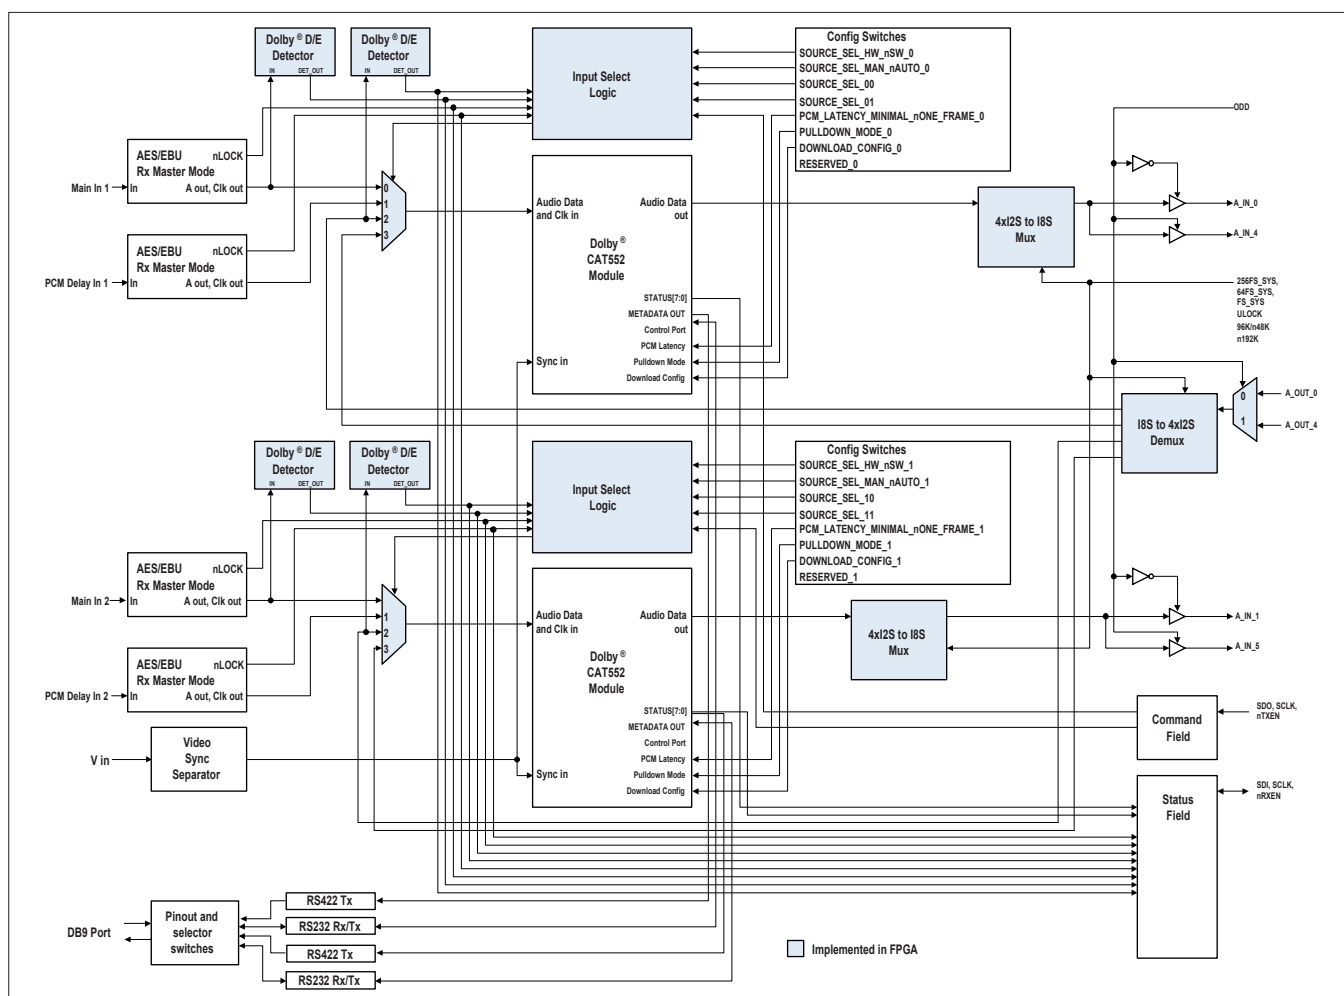 Dolby ® D/E
Detector
IN DET_OUT
Dolby ® D/E
Detector
IN DET_OUT
Input Select
Logic
Config Switches
SOURCE_SEL_HW_nSW_0
SOURCE_SEL_MAN_nAUTO_0
SOURCE_SEL_00
SOURCE_SEL_01
PCM_LATENCY_MINIMAL_nONE_FRAME_0
PULLDOWN_MODE_0
DOWNLOAD_CONFIG_0
RESERVED_0
ODD
Main In 1
AES/EBU nLOCK
Rx Master Mode
In A out, Clk out
PCM Delay In 1
AES/EBU nLOCK
Rx Master Mode
In A out, Clk out
0
1
2
3
Audio Data
and Clk in
Audio Data
out
Dolby ®
CAT552
Module
STATUS[7:0]
METADATA OUT
Control Port
PCM Latency
Pulldown Mode
Download Config
Sync in
4xI2S to I8S
Mux
A_IN_0
A_IN_4
256FS_SYS,
64FS_SYS,
FS_SYS
ULOCK
96K/n48K
n192K
I8S to 4xI2S
Demux
0
1
A_OUT_0
A_OUT_4
Dolby ® D/E
Detector
IN DET_OUT
Dolby ® D/E
Detector
IN DET_OUT
Input Select
Logic
Config Switches
SOURCE_SEL_HW_nSW_1
SOURCE_SEL_MAN_nAUTO_1
SOURCE_SEL_10
SOURCE_SEL_11
PCM_LATENCY_MINIMAL_nONE_FRAME_1
PULLDOWN_MODE_1
DOWNLOAD_CONFIG_1
RESERVED_1
Main In 2
AES/EBU nLOCK
Rx Master Mode
In A out, Clk out
PCM Delay In 2
AES/EBU nLOCK
Rx Master Mode
In A out, Clk out
0
1
2
3
Audio Data
and Clk in
Audio Data
out
Dolby ®
CAT552
Module
STATUS[7:0]
METADATA OUT
Control Port
PCM Latency
Pulldown Mode
Download Config
Sync in
4xI2S to I8S
Mux
A_IN_1
A_IN_5
V in
Video
Sync
Separator
Command
Field
SDO, SCLK,
nTXEN
Status
Field
SDI, SCLK,
nRXEN
DB9 Port
Pinout and
selector
switches
RS422 Tx
RS232 Rx/Tx
RS422 Tx
RS232 Rx/Tx
Implemented in FPGA